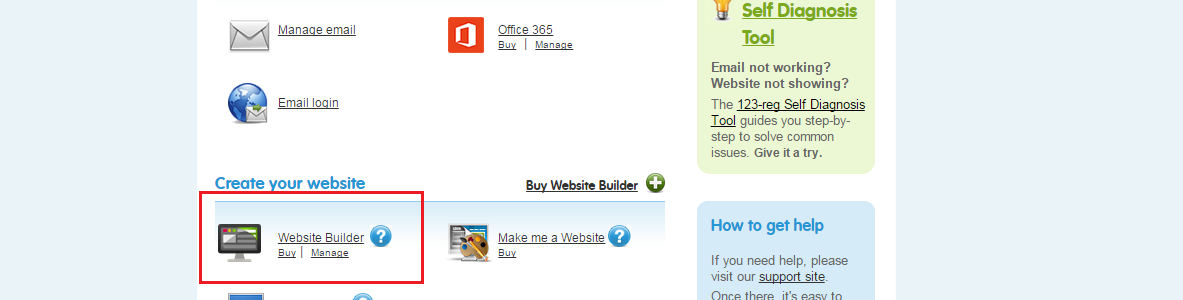 Manage email
Office 365
Buy | Manage
Email login
Create your website
Buy Website Builder
Website Builder ?
Buy | Manage
Make me a Website ?
Buy
Self Diagnosis
Tool
Email not working?
Website not showing?
The 123-reg Self Diagnosis
Tool guides you step-by-
step to solve common
issues. Give it a try.
How to get help
If you need help, please
visit our support site.
Once there, it's easy to